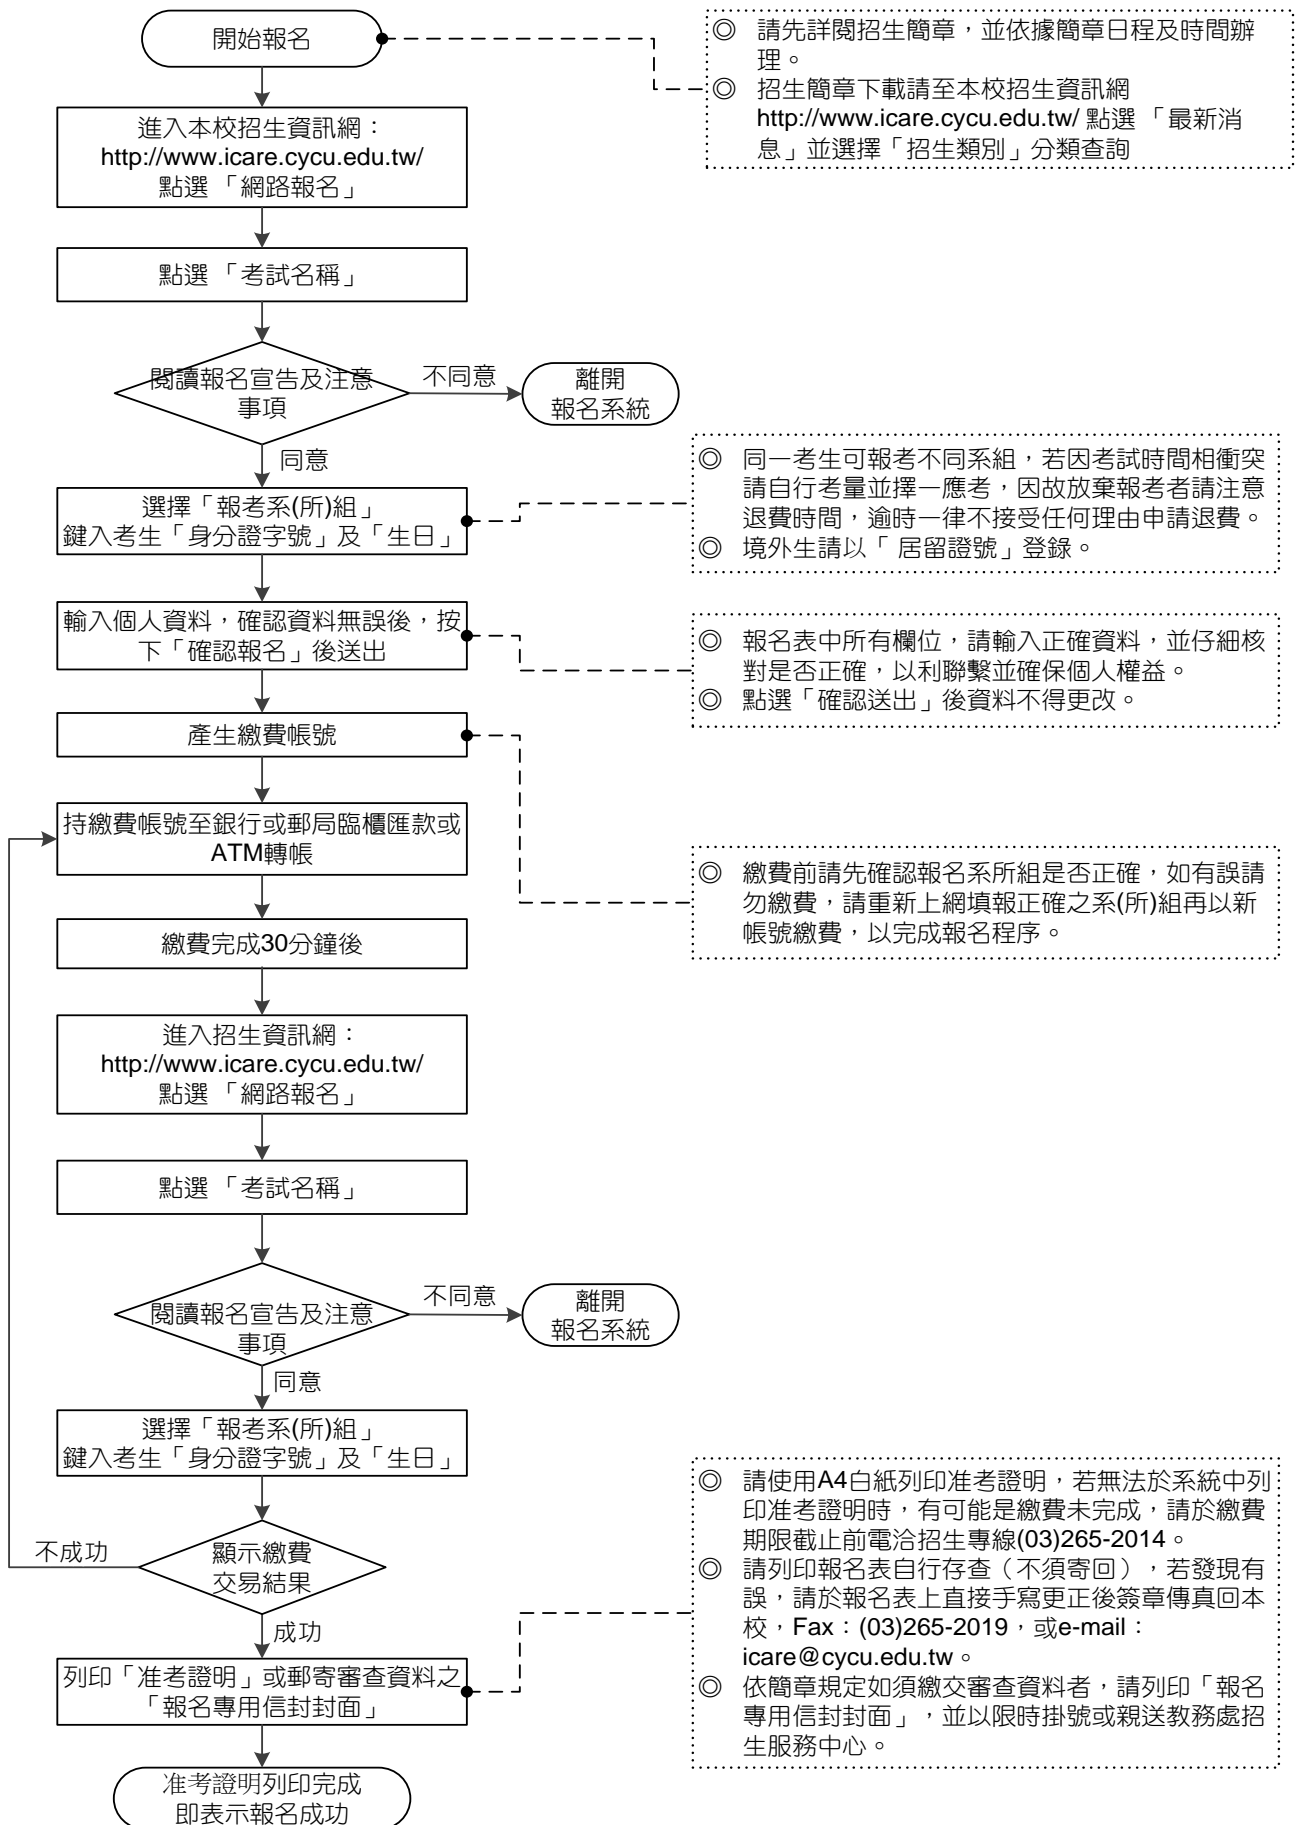 開始報名
◎ 請先詳閱招生簡章，並依據簡章日程及時間辦
理。
◎ 招生簡章下載請至本校招生資訊網
http://www.icare.cycu.edu.tw/ 點選 「最新消
息」並選擇「招生類別」分類查詢
進入本校招生資訊網：
http://www.icare.cycu.edu.tw/
點選 「網路報名」
點選 「考試名稱」
閱讀報名宣告及注意
事項
不同意
離開
報名系統
同意
選擇「報考系(所)組」
鍵入考生「身分證字號」及「生日」
◎ 同一考生可報考不同系組，若因考試時間相衝突
請自行考量並擇一應考，因故放棄報考者請注意
退費時間，逾時一律不接受任何理由申請退費。
◎ 境外生請以「 居留證號」登錄。
輸入個人資料，確認資料無誤後，按
下「確認報名」後送出
◎ 報名表中所有欄位，請輸入正確資料，並仔細核
對是否正確，以利聯繫並確保個人權益。
◎ 點選「確認送出」後資料不得更改。
產生繳費帳號
持繳費帳號至銀行或郵局臨櫃匯款或
ATM轉帳
◎ 繳費前請先確認報名系所組是否正確，如有誤請
勿繳費，請重新上網填報正確之系(所)組再以新
帳號繳費，以完成報名程序。
繳費完成30分鐘後
進入招生資訊網：
http://www.icare.cycu.edu.tw/
點選 「網路報名」
點選 「考試名稱」
閱讀報名宣告及注意
事項
不同意
離開
報名系統
同意
選擇「報考系(所)組」
鍵入考生「身分證字號」及「生日」
顯示繳費
交易結果
不成功
成功
◎ 請使用A4白紙列印准考證明，若無法於系統中列
印准考證明時，有可能是繳費未完成，請於繳費
期限截止前電洽招生專線(03)265-2014。
◎ 請列印報名表自行存查（不須寄回），若發現有
誤，請於報名表上直接手寫更正後簽章傳真回本
校，Fax：(03)265-2019，或e-mail：
icare@cycu.edu.tw。
◎ 依簡章規定如須繳交審查資料者，請列印「報名
專用信封封面」，並以限時掛號或親送教務處招
生服務中心。
列印「准考證明」或郵寄審查資料之
「報名專用信封封面」
准考證明列印完成
即表示報名成功